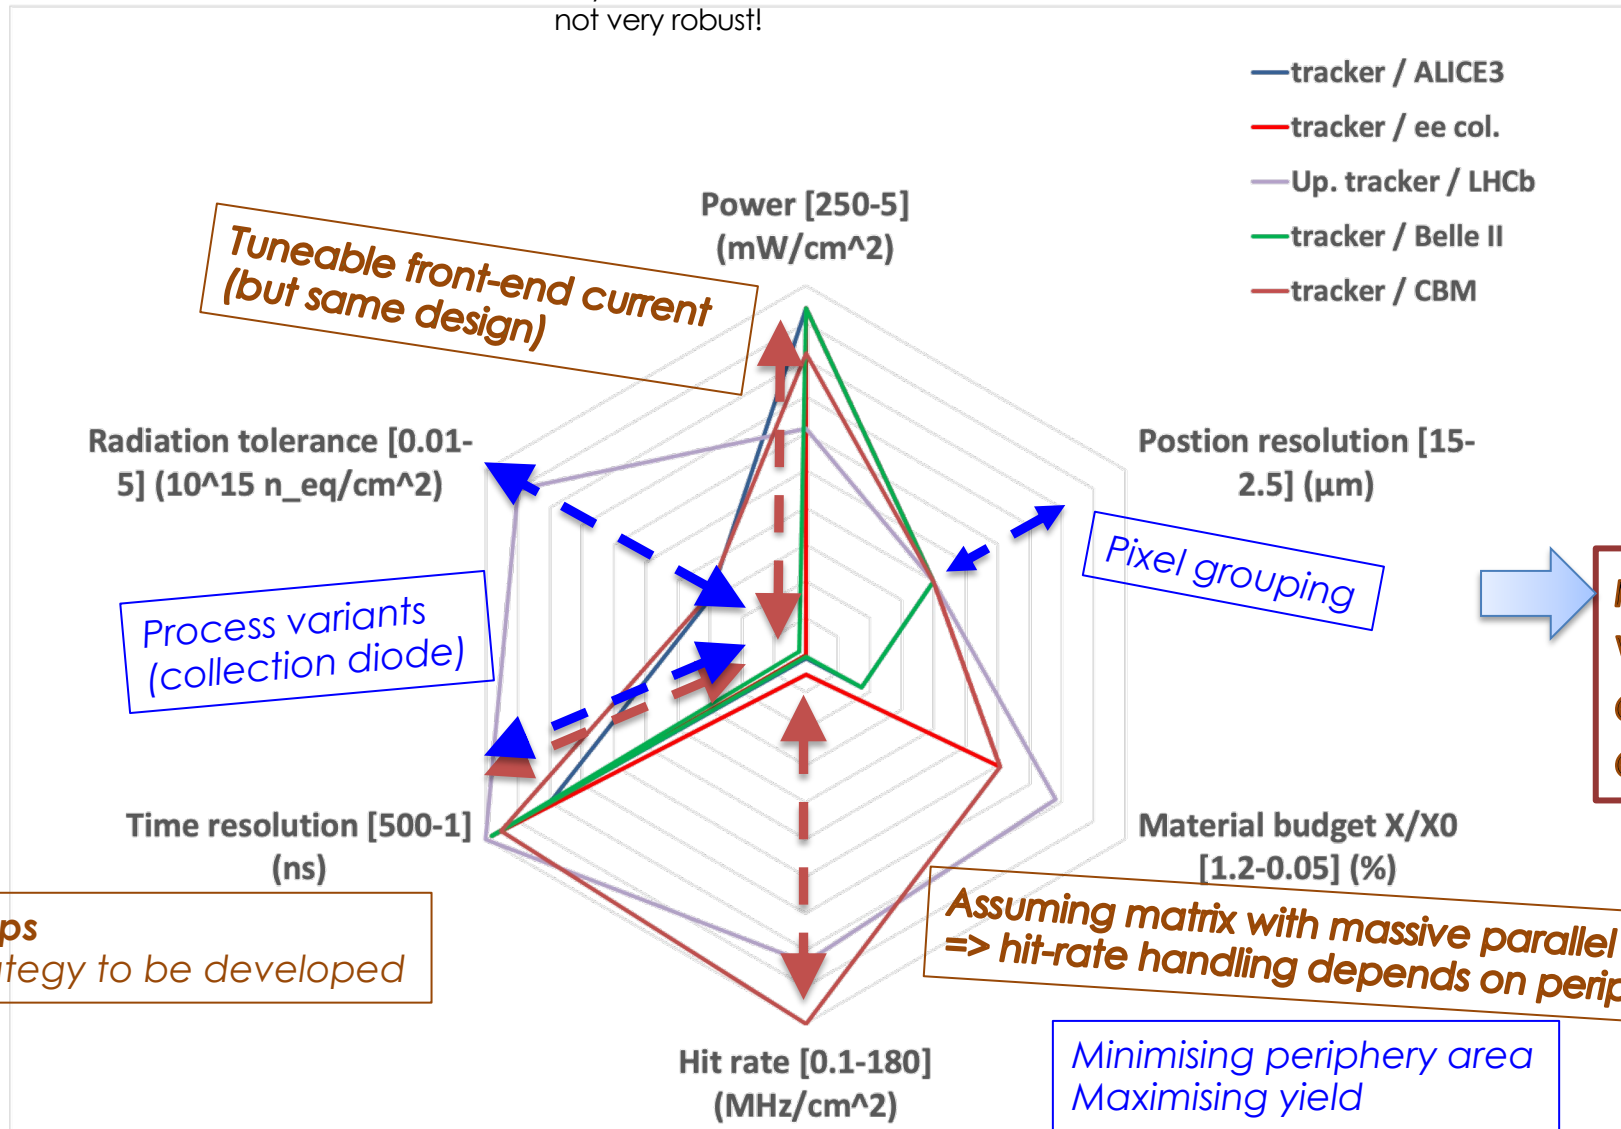 not very robust!
tracker / ALICE3
tracker / ee col.
Up. tracker / LHCb
tracker / Belle II
tracker / CBM
Power [250-5]
(mW/cm^2)
Tuneable front-end current
(but same design)
Radiation tolerance [0.01-
5] (10^15 n_eq/cm^2)
Postion resolution [15-
2.5] (µm)
Pixel grouping
Process variants
(collection diode)
Time resolution [500-1]
(ns)
Material budget X/X0
[1.2-0.05] (%)
ps
ategy to be developed
Assuming matrix with massive parallel
=> hit-rate handling depends on perip
Hit rate [0.1-180]
(MHz/cm^2)
Minimising periphery area
Maximising yield